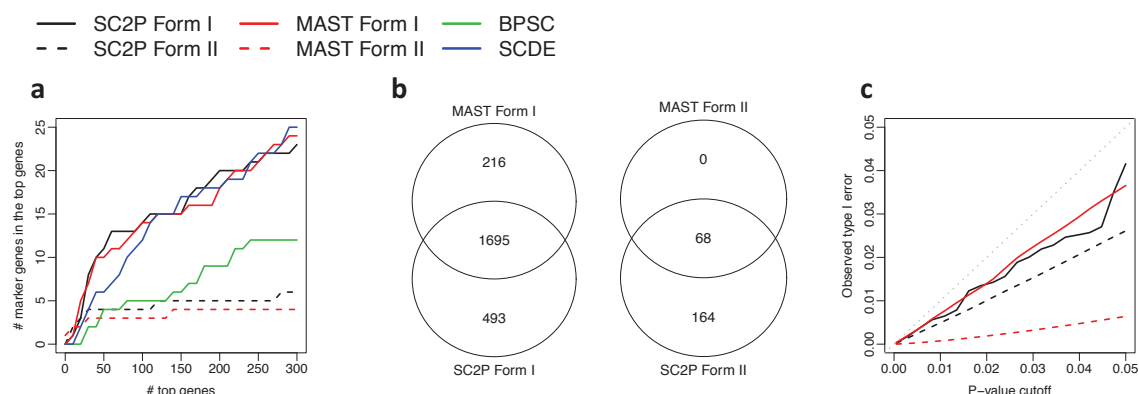 SC2P Form I
MAST Form I
BPSC
SC2P Form II
MAST Form II
SCDE
a
# marker genes in the top genes
25
20
15
10
5
0
0 50 100 150 200 250 300
# top genes
b
MAST Form I
216
1695
493
SC2P Form I
MAST Form II
0
68
164
SC2P Form II
c
Observed type I error
0.05
0.04
0.03
0.02
0.01
0.00
0.00 0.01 0.02 0.03 0.04 0.05
P-value cutoff